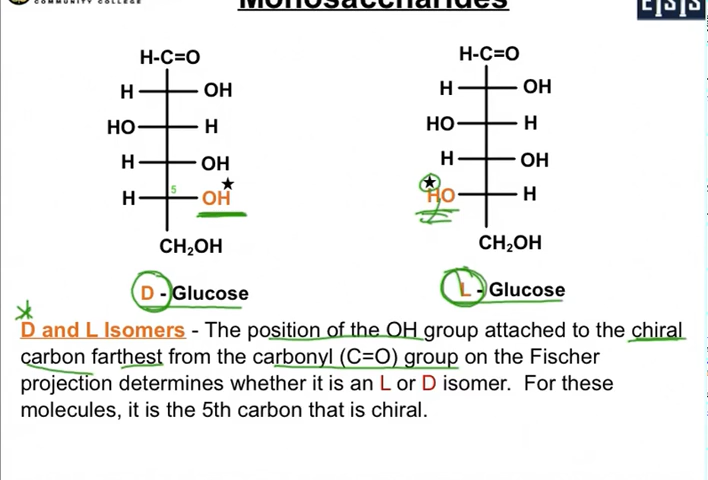 COMMUNITY COLLEGE
Monosaccharides
H-C=O H-C=O
H OH H OH
HO H HO H
H OH H OH
H 5 OH HO H
CH₂OH CH₂OH
D - Glucose L - Glucose
D and L Isomers - The position of the OH group attached to the chiral
carbon farthest from the carbonyl (C=O) group on the Fischer
projection determines whether it is an L or D isomer. For these
molecules, it is the 5th carbon that is chiral.